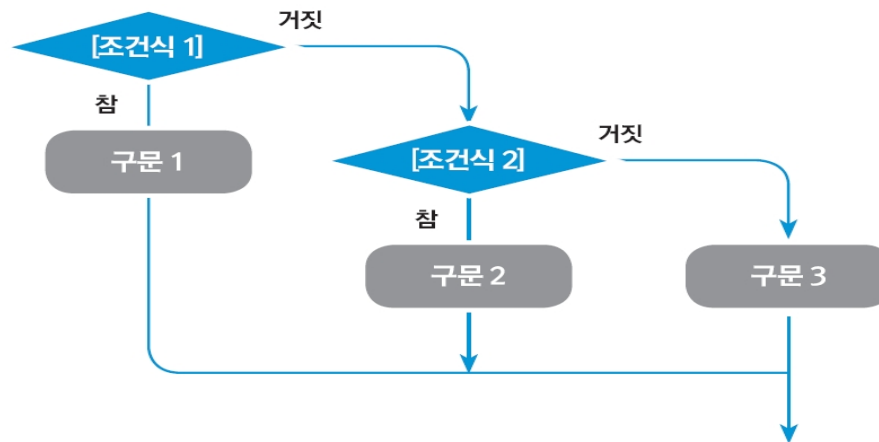 거짓
[조건식 1]
참
거짓
구문 1
[조건식 2]
참
구문 2
구문 3